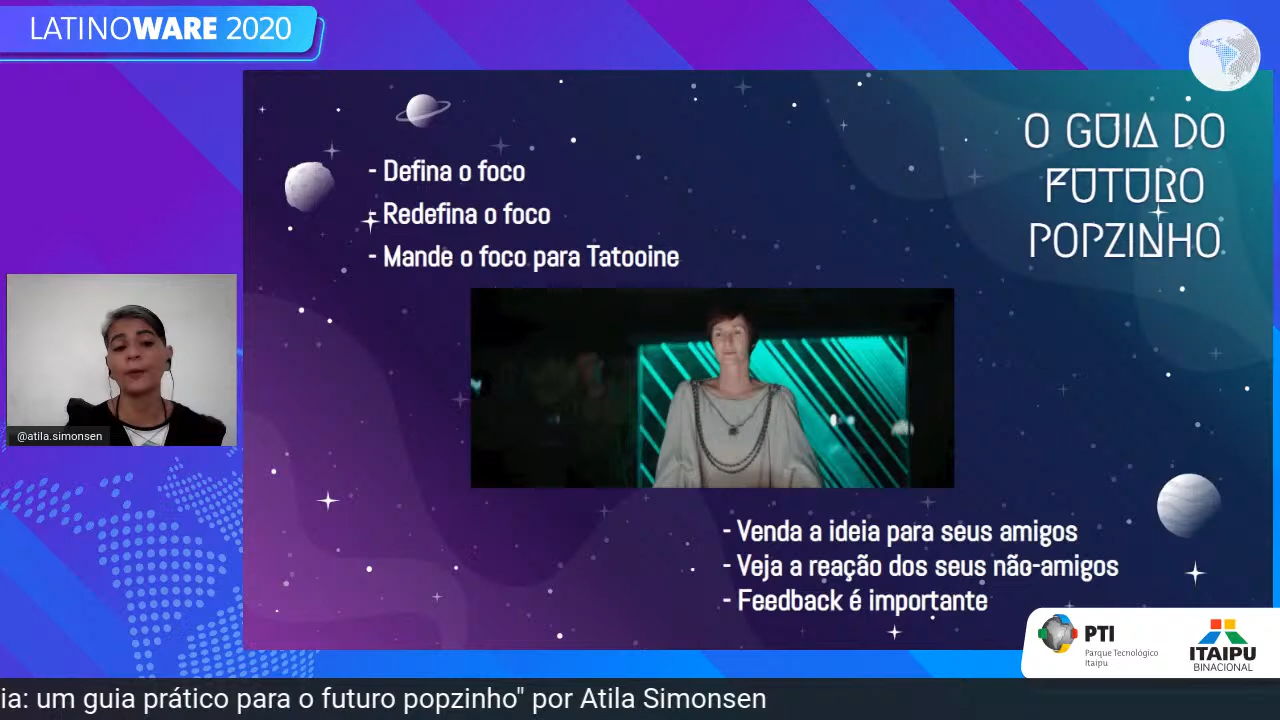 LATINOWARE 2020
O GUIA DO
FUTURO
POPZINHO
- Defina o foco
- Redefina o foco
- Mande o foco para Tatooine
@atila.simonsen
- Venda a ideia para seus amigos
- Veja a reação dos seus não-amigos
- Feedback é importante
PTI
Parque Tecnológico
Itaipu
ITAIPU
BINACIONAL
ia: um guia prático para o futuro popzinho" por Atila Simonsen